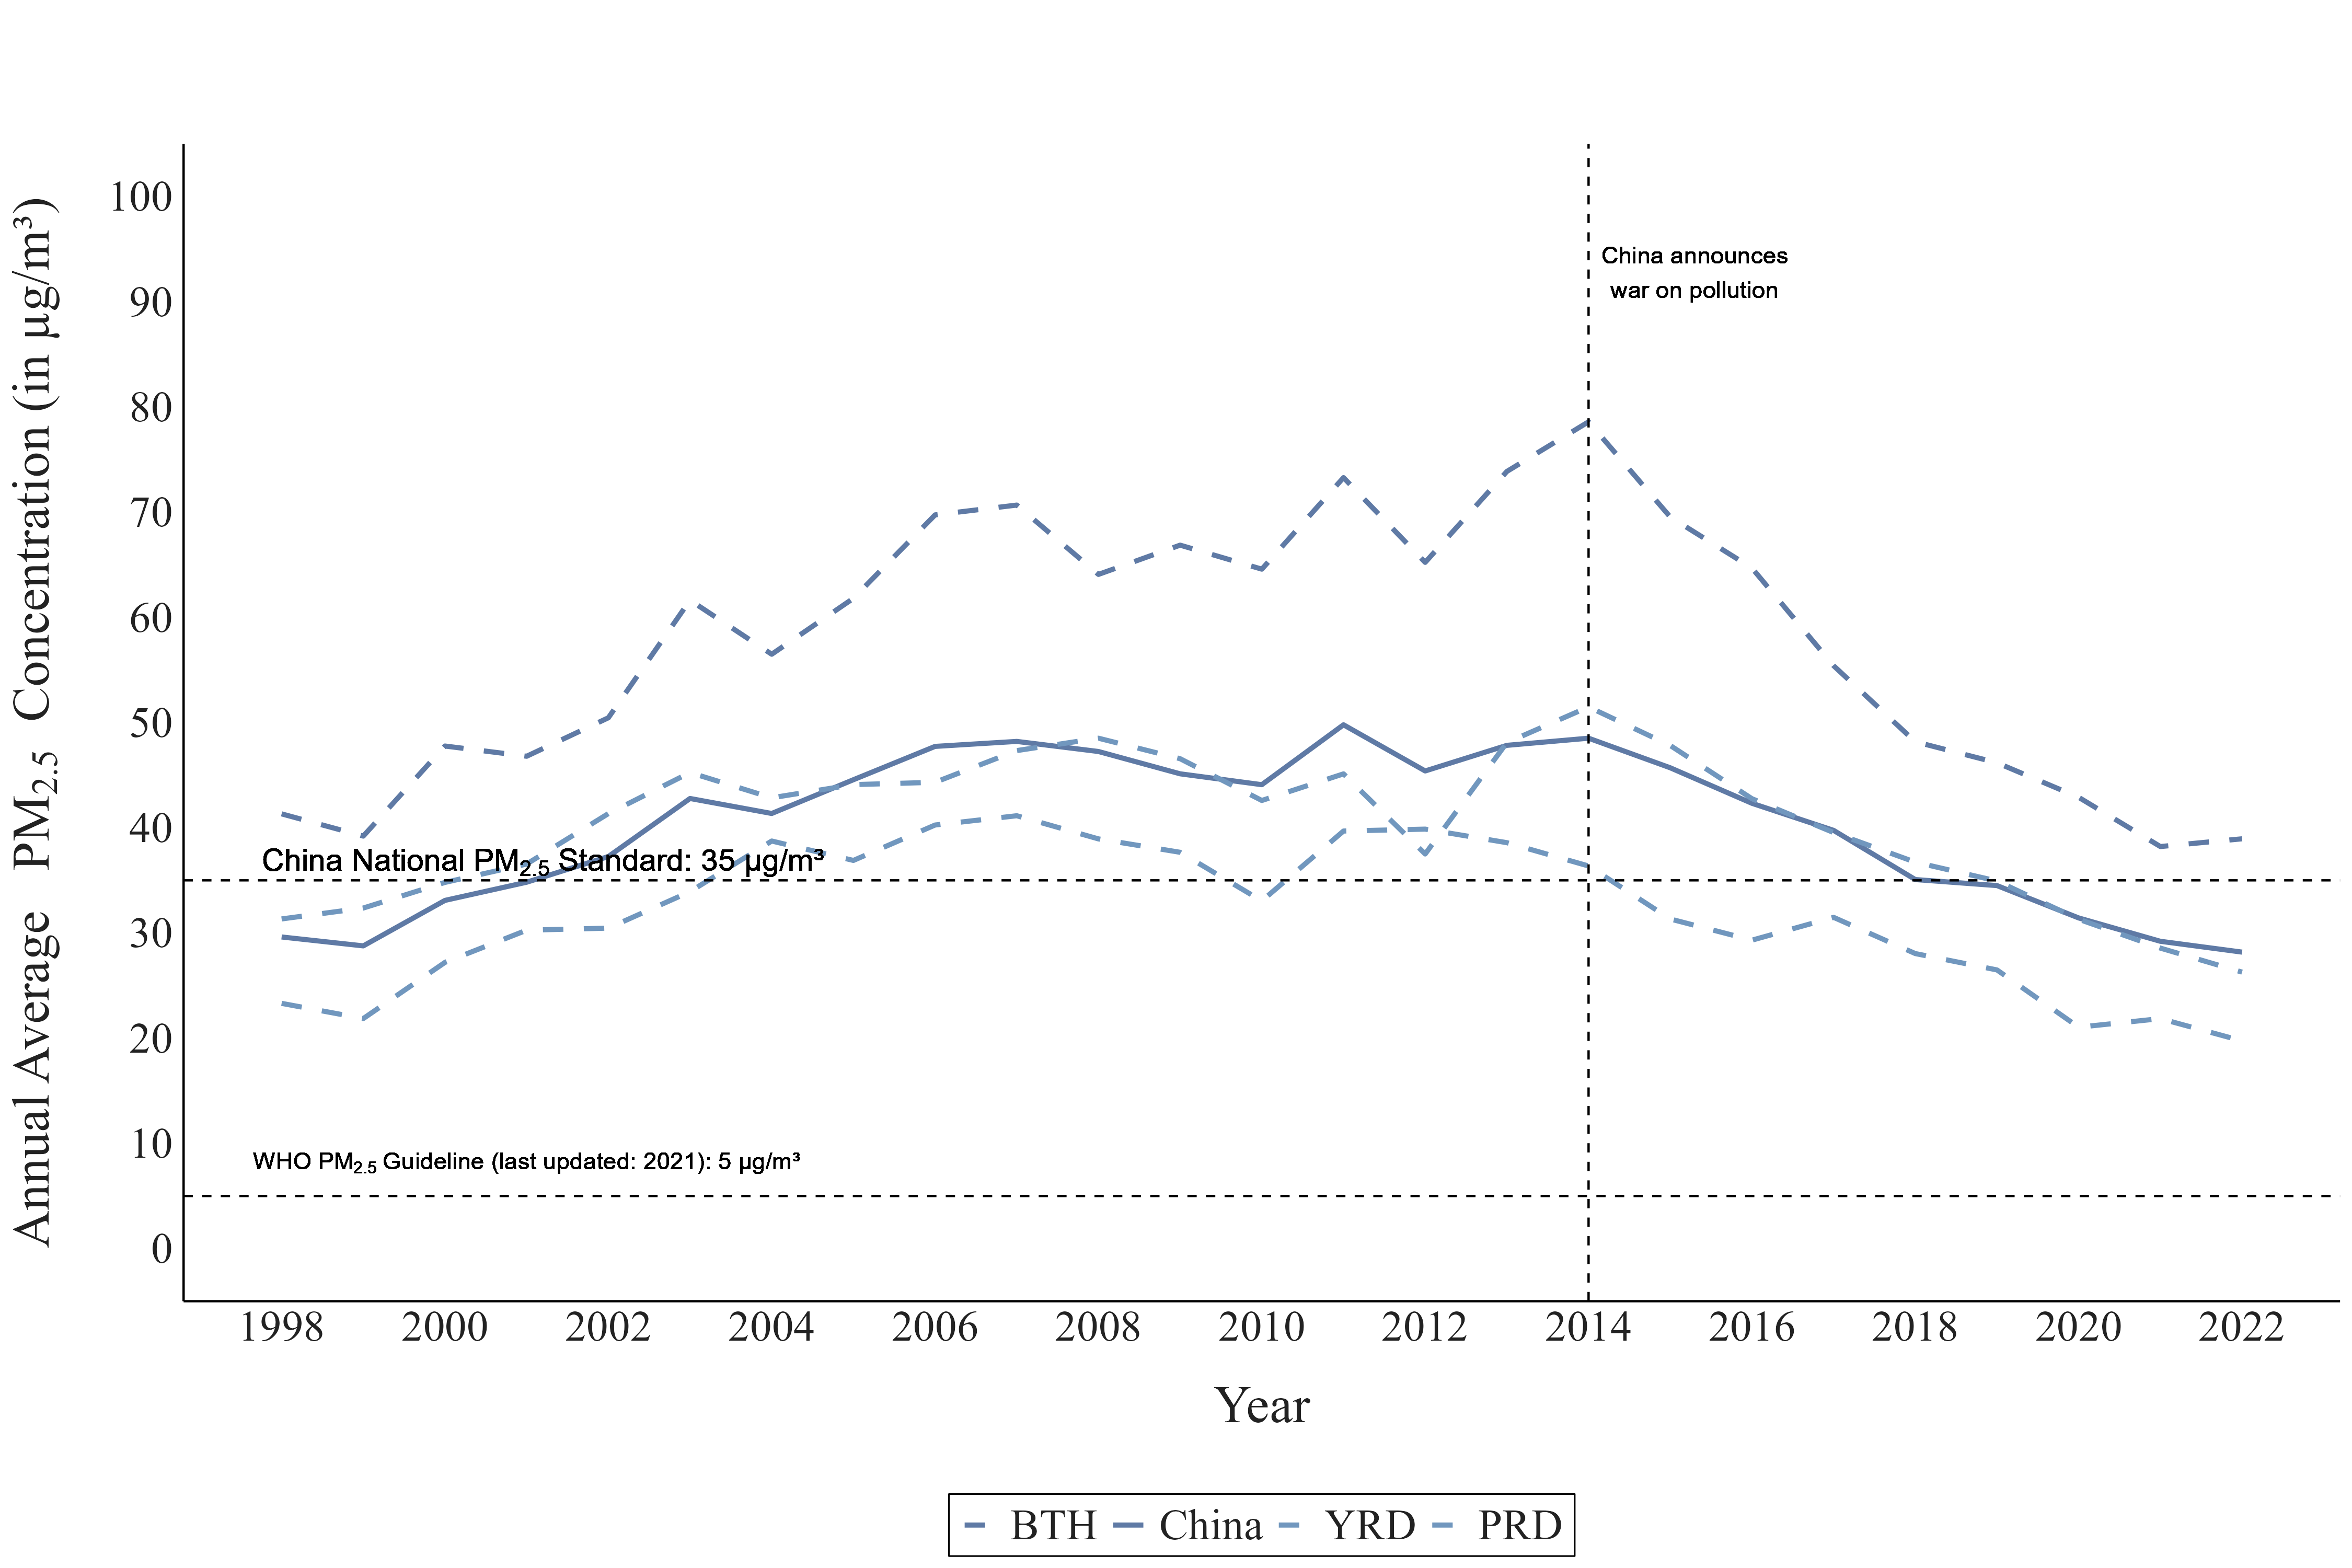 Annual Average PM₂.₅ Concentration (in µg/m³)
100
90
80
70
60
50
40
30
20
10
0
China announces
war on pollution
China National PM₂.₅ Standard: 35 µg/m³
WHO PM₂.₅ Guideline (last updated: 2021): 5 µg/m³
1998 2000 2002 2004 2006 2008 2010 2012 2014 2016 2018 2020 2022
Year
BTH China YRD PRD